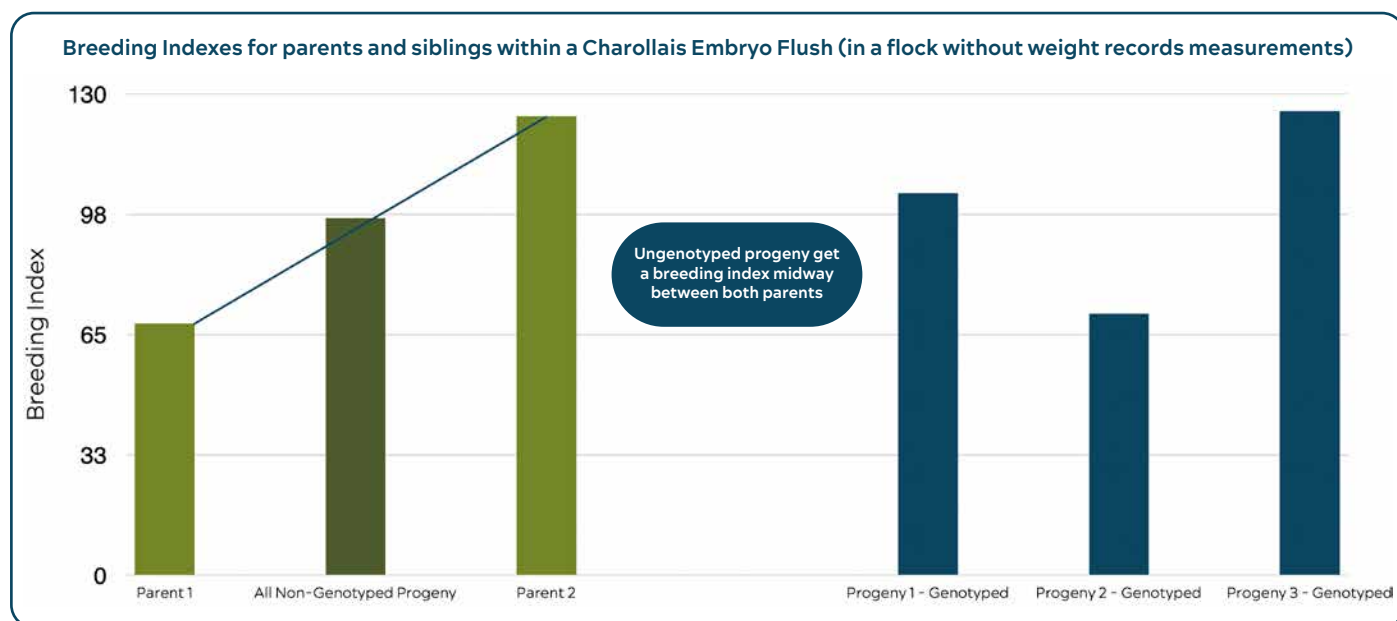 Breeding Indexes for parents and siblings within a Charollais Embryo Flush (in a flock without weight records measurements)
Breeding Index
130
98
65
33
0
Ungenotyped progeny get
a breeding index midway
between both parents
Parent 1
All Non-Genotyped Progeny
Parent 2
Progeny 1 - Genotyped
Progeny 2 - Genotyped
Progeny 3 - Genotyped